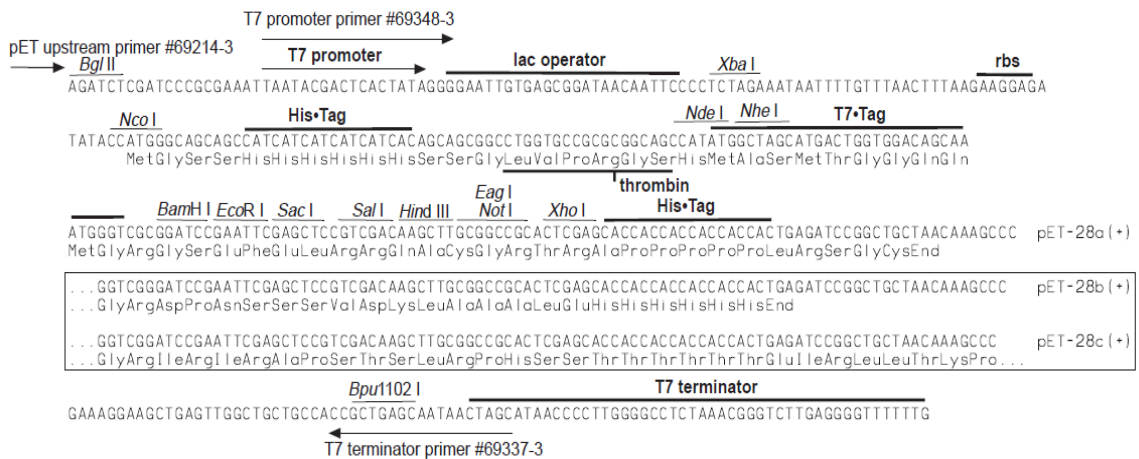 T7 promoter primer #69348-3
pET upstream primer #69214-3
Bgl II
T7 promoter
lac operator
Xba I
rbs
AGATCTCGATCCCGCGAAATTAATACGACTCACTATAGGGGAATTGTGAGCGGATAACAATTCCCCTCTAGAAATAATTTTGTTTAACTTTAAGAAGGAGA
Nco I
His•Tag
Nde I
Nhe I
T7•Tag
TATACCATGGGCAGCAGCCATCATCATCATCATCACAGCAGCGGCCTGGTGCCGCGCGGCAGCCATATGGCTAGCATGACTGGTGGACAGCAA
MetGlySerSerHisHisHisHisHisHisSerSerGlyLeuValProArgGlySerHisMetAlaSerMetThrGlyGlyGlnGln
thrombin
BamH I
EcoR I
Sac I
Sal I
Hind III
Eag I
Not I
Xho I
His•Tag
ATGGGTCGCGGATCCGAATTCGAGCTCCGTCGACAAGCTTGCGGCCGCACTCGAGCACCACCACCACCACCACTGAGATCCGGCTGCTAACAAAGCCC pET-28a(+)
MetGlyArgGlySerGluPheGluLeuArgArgGlnAlaCysGlyArgThrArgAlaProProProProProLeuArgSerGlyCysEnd
...GGTCGGGATCCGAATTCGAGCTCCGTCGACAAGCTTGCGGCCGCACTCGAGCACCACCACCACCACCACTGAGATCCGGCTGCTAACAAAGCCC pET-28b(+)
...GlyArgAspProAsnSerSerSerValAspLysLeuAlaAlaAlaLeuGluHisHisHisHisHisHisEnd
...GGTCGGATCCGAATTCGAGCTCCGTCGACAAGCTTGCGGCCGCACTCGAGCACCACCACCACCACCACTGAGATCCGGCTGCTAACAAAGCCC pET-28c(+)
...GlyArgIleArgIleArgAlaProSerThrSerLeuArgProHisSerSerThrThrThrThrThrThrGluIleArgLeuLeuThrLysPro...
Bpu1102 I
T7 terminator
GAAAGGAAGCTGAGTTGGCTGCTGCCACCGCTGAGCAATAACTAGCATAACCCCTTGGGGCCTCTAAACGGGTCTTGAGGGGTTTTTTG
T7 terminator primer #69337-3